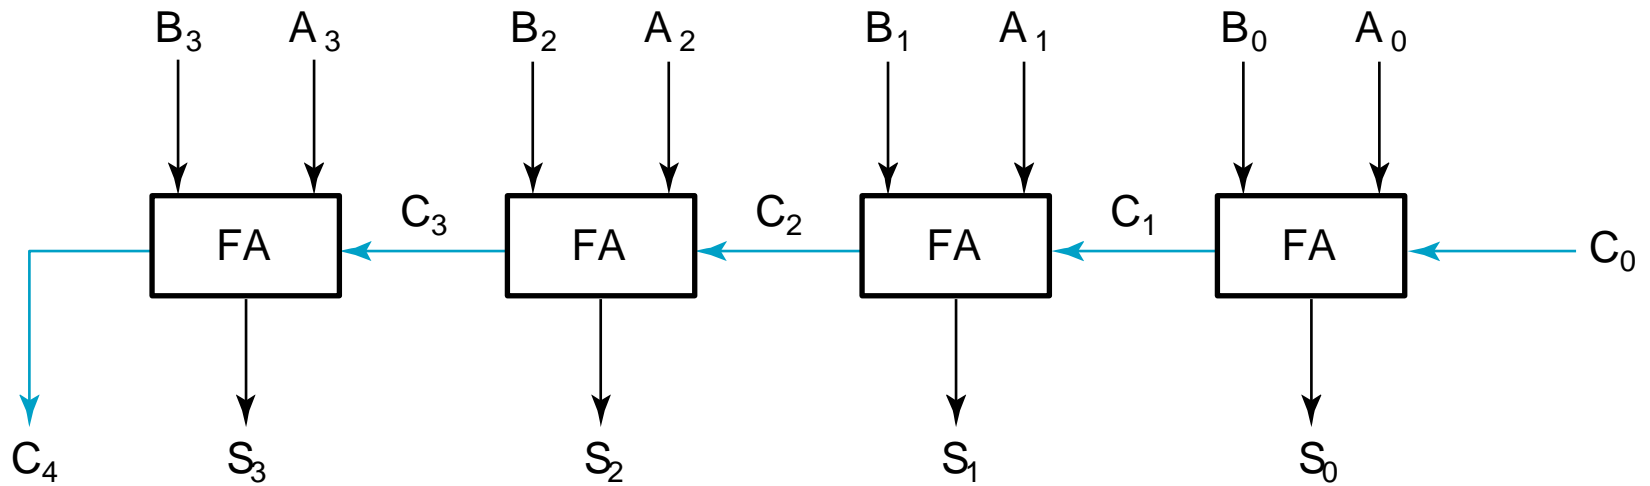 B₃ A₃ B₂ A₂ B₁ A₁ B₀ A₀
C₃ C₂ C₁
FA FA FA FA C₀
C₄ S₃ S₂ S₁ S₀